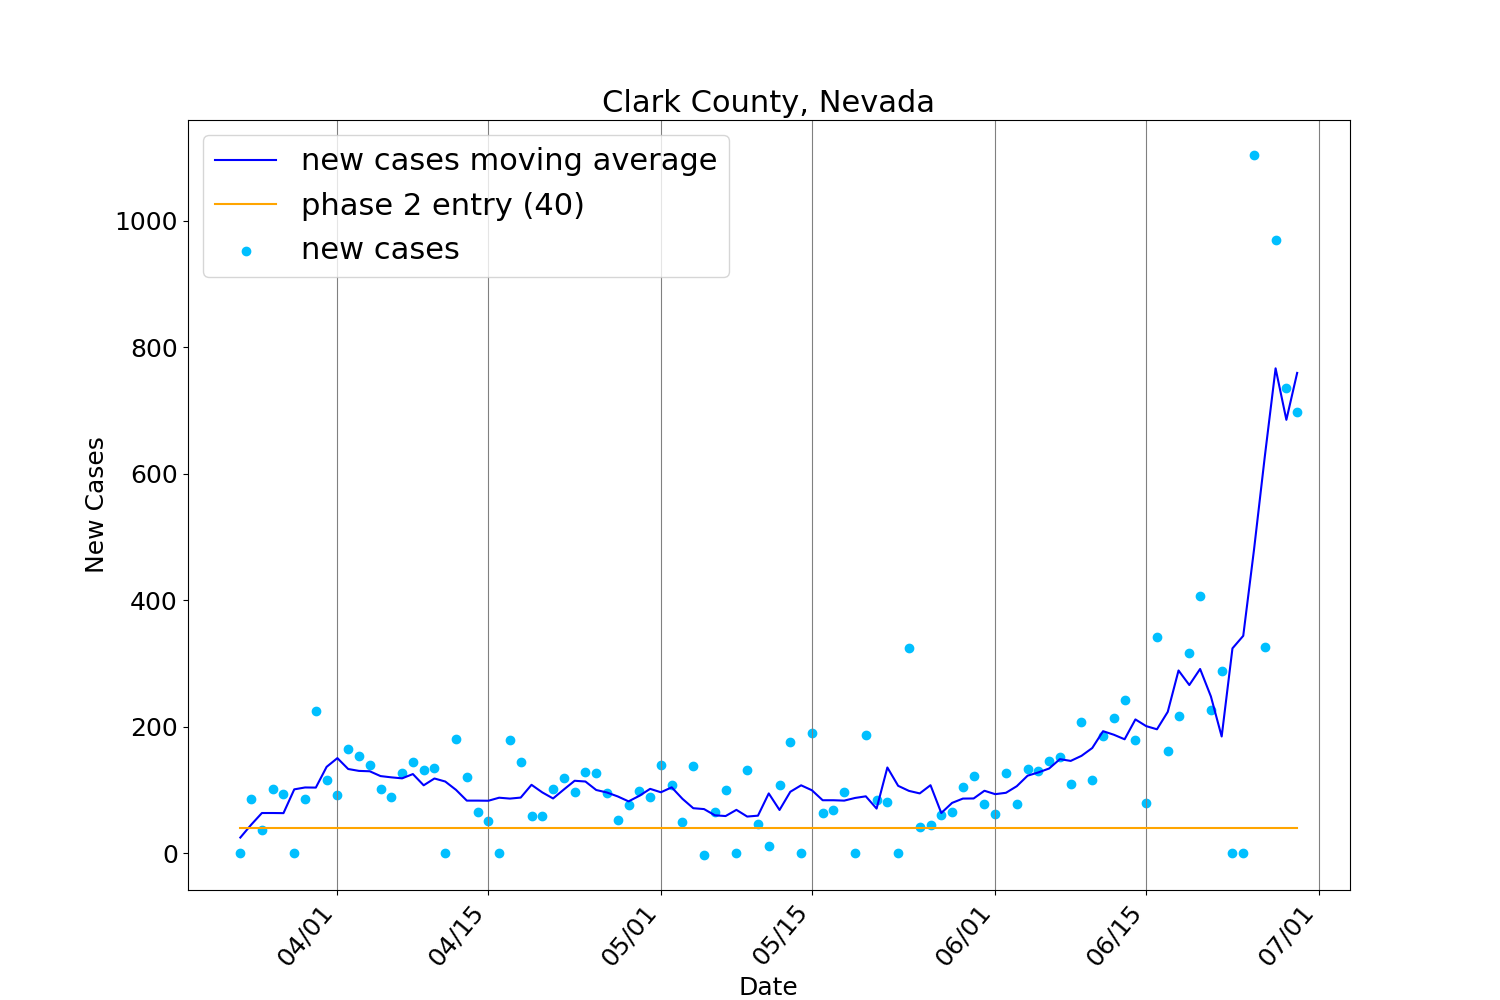 Clark County, Nevada
new cases moving average
phase 2 entry (40)
new cases
New Cases
1000
800
600
400
200
0
04/01
04/15
05/01
05/15
06/01
06/15
07/01
Date